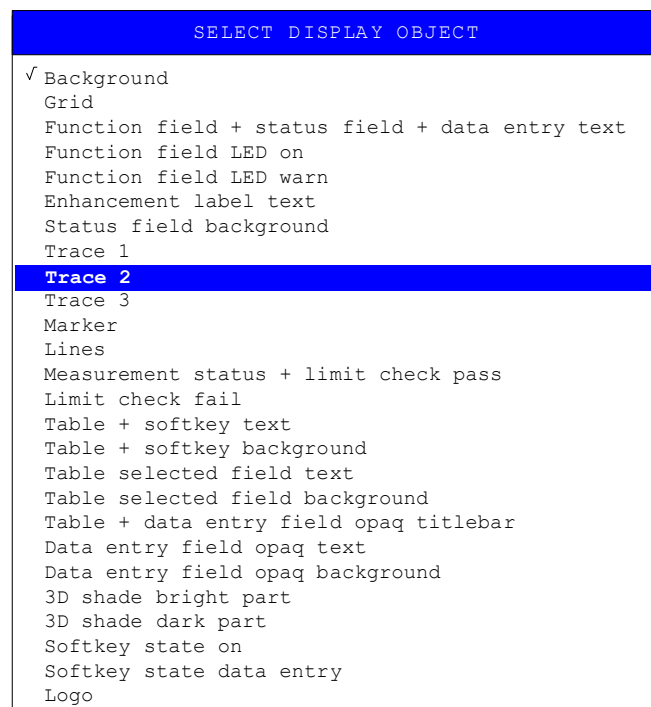 SELECT DISPLAY OBJECT
√ Background
Grid
Function field + status field + data entry text
Function field LED on
Function field LED warn
Enhancement label text
Status field background
Trace 1
Trace 2
Trace 3
Marker
Lines
Measurement status + limit check pass
Limit check fail
Table + softkey text
Table + softkey background
Table selected field text
Table selected field background
Table + data entry field opaq titlebar
Data entry field opaq text
Data entry field opaq background
3D shade bright part
3D shade dark part
Softkey state on
Softkey state data entry
Logo